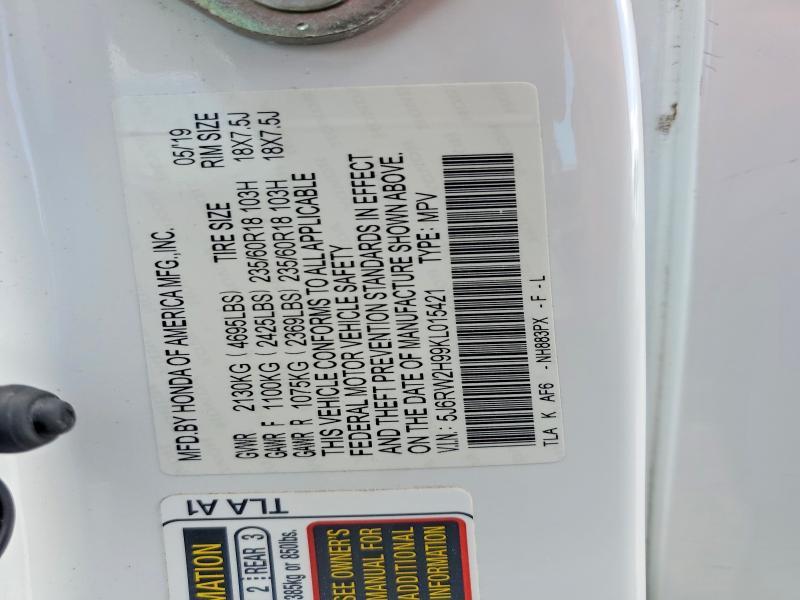 MFD.BY HONDA OF AMERICA MFG.,INC. 05/'19
GVWR 2130KG (4695LBS) TIRE SIZE RIM SIZE
GAWR F 1100KG (2425LBS) 235/60R18 103H 18X7.5J
GAWR R 1075KG (2369LBS) 235/60R18 103H 18X7.5J
THIS VEHICLE CONFORMS TO ALL APPLICABLE
FEDERAL MOTOR VEHICLE SAFETY
AND THEFT PREVENTION STANDARDS IN EFFECT
ON THE DATE OF MANUFACTURE SHOWN ABOVE.
V.I.N.: 5J6RW2H99KL015421 TYPE: MPV
TLA K AF6 - NH883PX - F - L
TLA A1
MATION
2 REAR 3
385kg or 850lbs.
SEE OWNER'S
MANUAL FOR
ADDITIONAL
INFORMATION